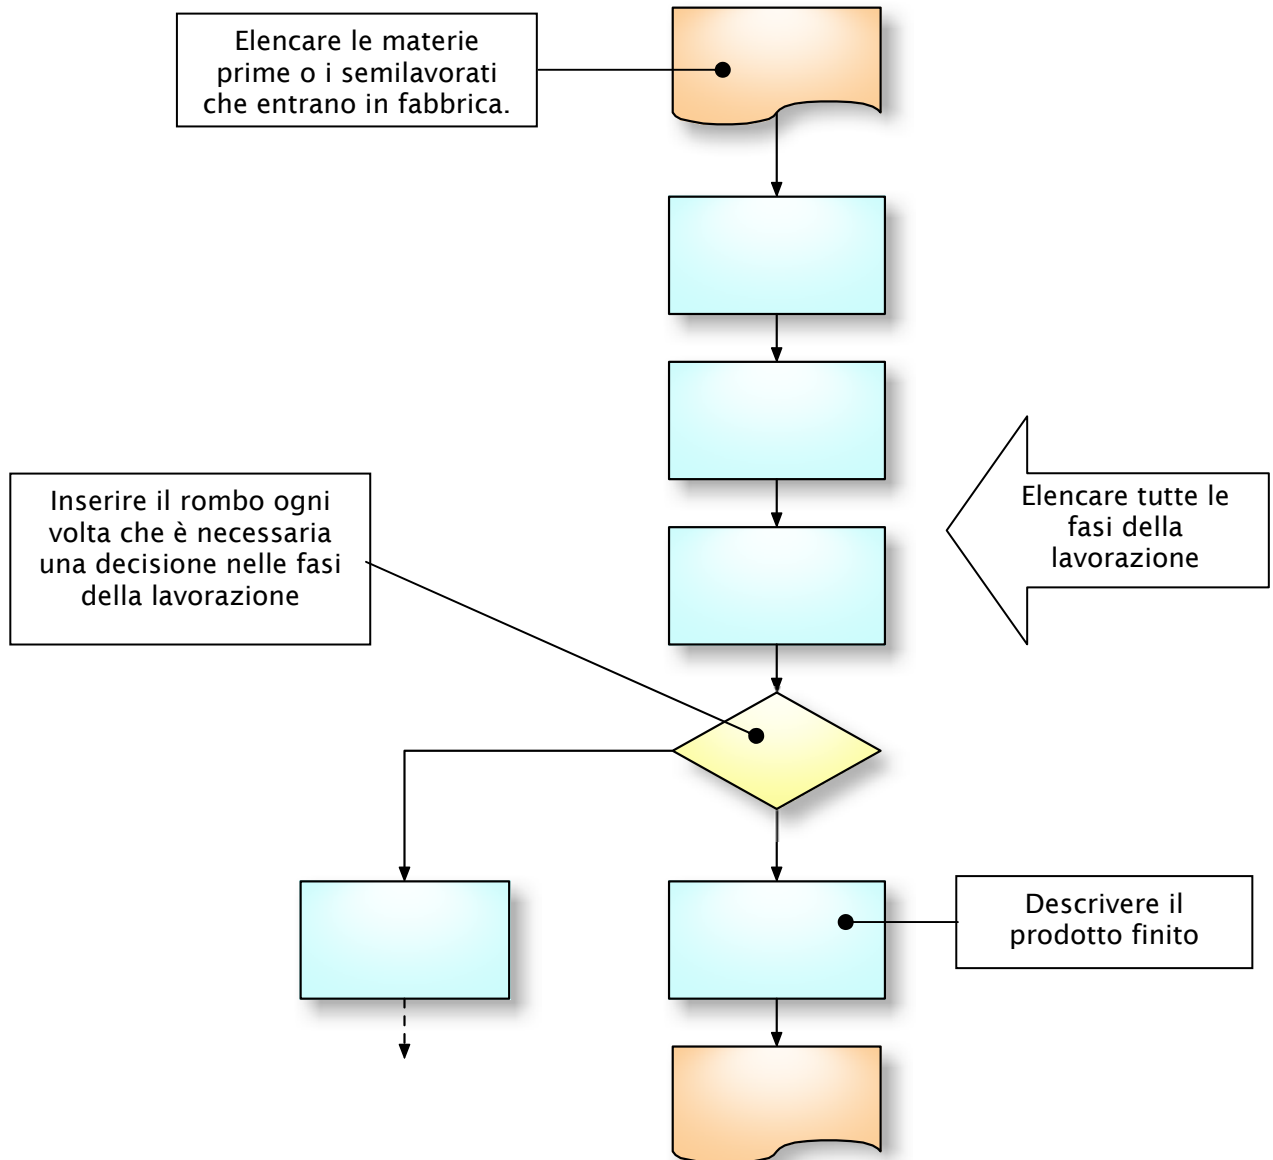 Elencare le materie
prime o i semilavorati
che entrano in fabbrica.
Inserire il rombo ogni
volta che è necessaria
una decisione nelle fasi
della lavorazione
Elencare tutte le
fasi della
lavorazione
Descrivere il
prodotto finito